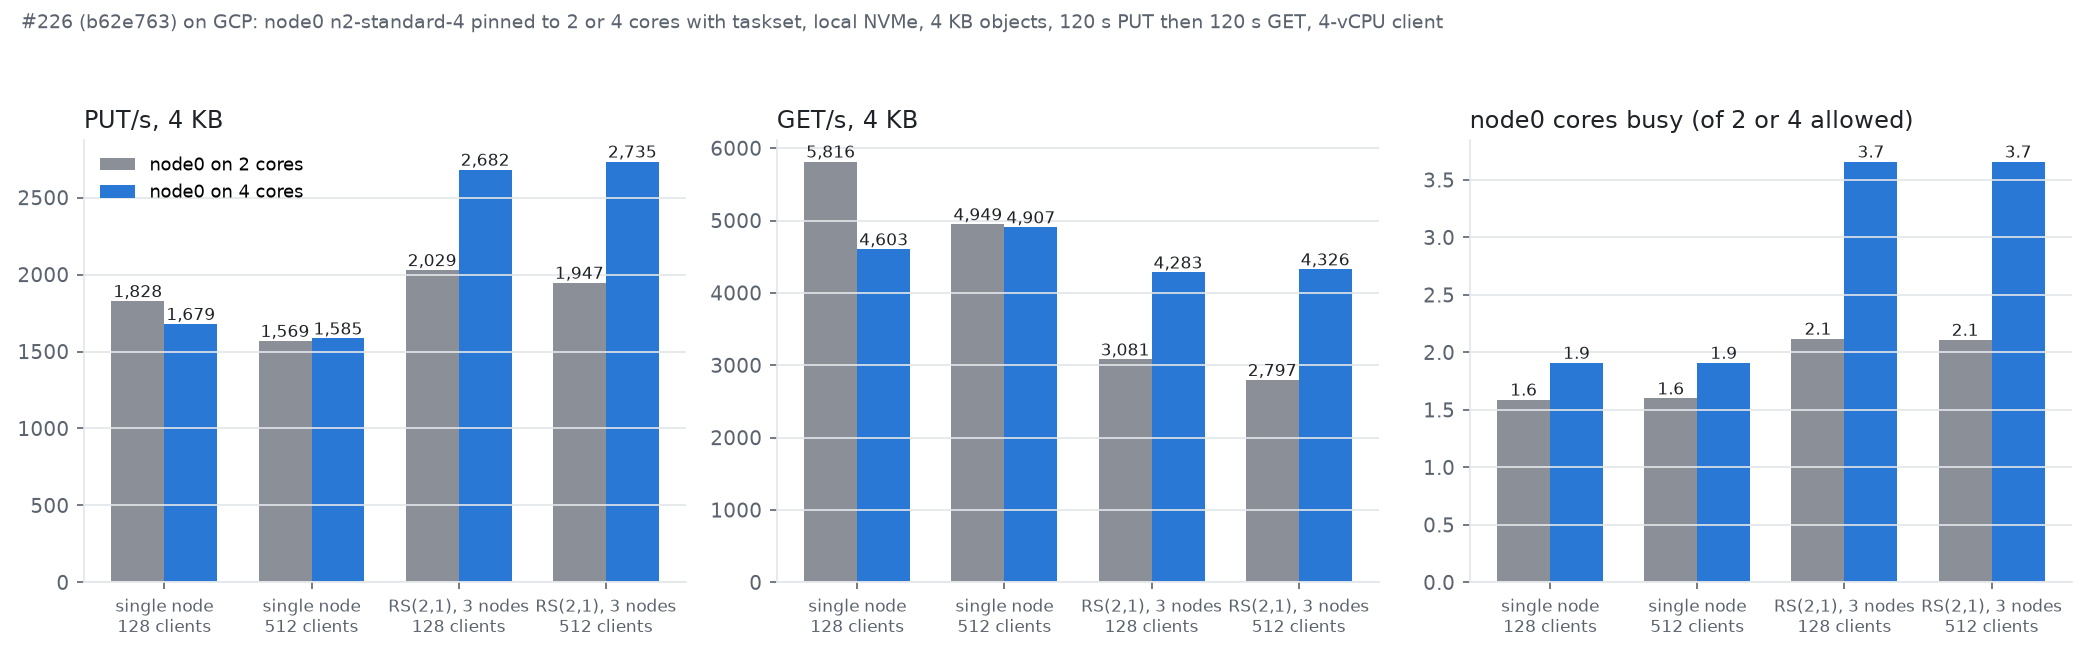 #226 (b62e763) on GCP: node0 n2-standard-4 pinned to 2 or 4 cores with taskset, local NVMe, 4 KB objects, 120 s PUT then 120 s GET, 4-vCPU client
PUT/s, 4 KB
node0 on 2 cores
node0 on 4 cores
2500
2000
1500
1000
500
0
1,828
1,679
1,569
1,585
2,029
2,682
1,947
2,735
single node
128 clients
single node
512 clients
RS(2,1), 3 nodes
128 clients
RS(2,1), 3 nodes
512 clients
GET/s, 4 KB
6000
5000
4000
3000
2000
1000
0
5,816
4,603
4,949
4,907
3,081
4,283
2,797
4,326
single node
128 clients
single node
512 clients
RS(2,1), 3 nodes
128 clients
RS(2,1), 3 nodes
512 clients
node0 cores busy (of 2 or 4 allowed)
3.5
3.0
2.5
2.0
1.5
1.0
0.5
0.0
1.6
1.9
1.6
1.9
2.1
3.7
2.1
3.7
single node
128 clients
single node
512 clients
RS(2,1), 3 nodes
128 clients
RS(2,1), 3 nodes
512 clients